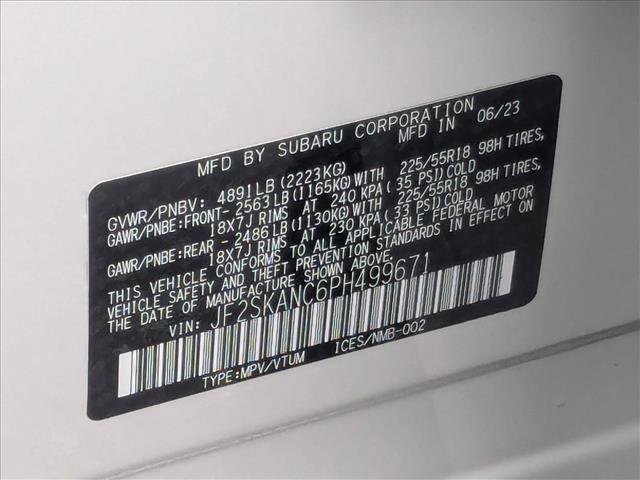 MFD BY SUBARU CORPORATION
MFD IN 06/23
GVWR/PNBV: 4891LB(2223KG)
GAWR/PNBE:FRONT-2563LB(1165KG)WITH 225/55R18 98H TIRES,
18X7J RIMS AT 240 KPA(35 PSI)COLD
GAWR/PNBE:REAR -2486LB(1130KG)WITH 225/55R18 98H TIRES,
18X7J RIMS AT 230 KPA(33 PSI)COLD
THIS VEHICLE CONFORMS TO ALL APPLICABLE FEDERAL MOTOR
VEHICLE SAFETY AND THEFT PREVENTION STANDARDS IN EFFECT ON
THE DATE OF MANUFACTURE SHOWN ABOVE.
VIN: JF2SKANC6PH499671
TYPE:MPV/VTUM ICES/NMB-002